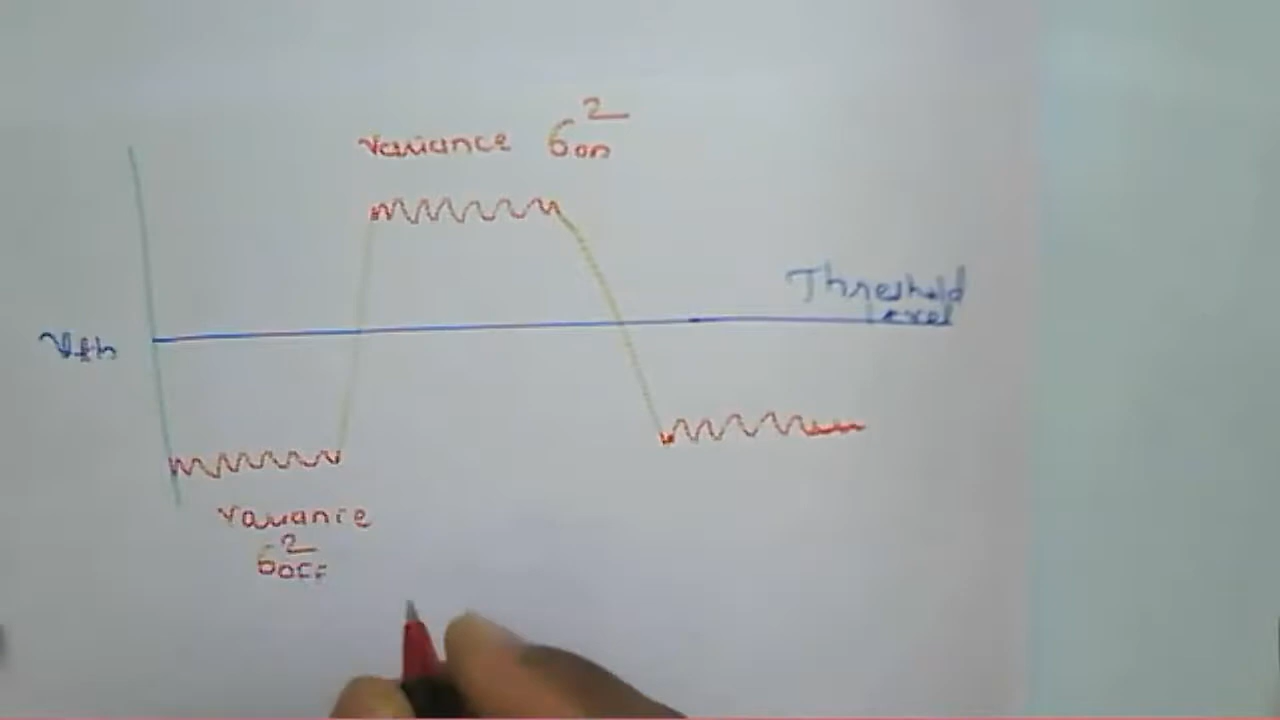 variance σ²on
Threshold
Level
Vth
variance
σ²OFF